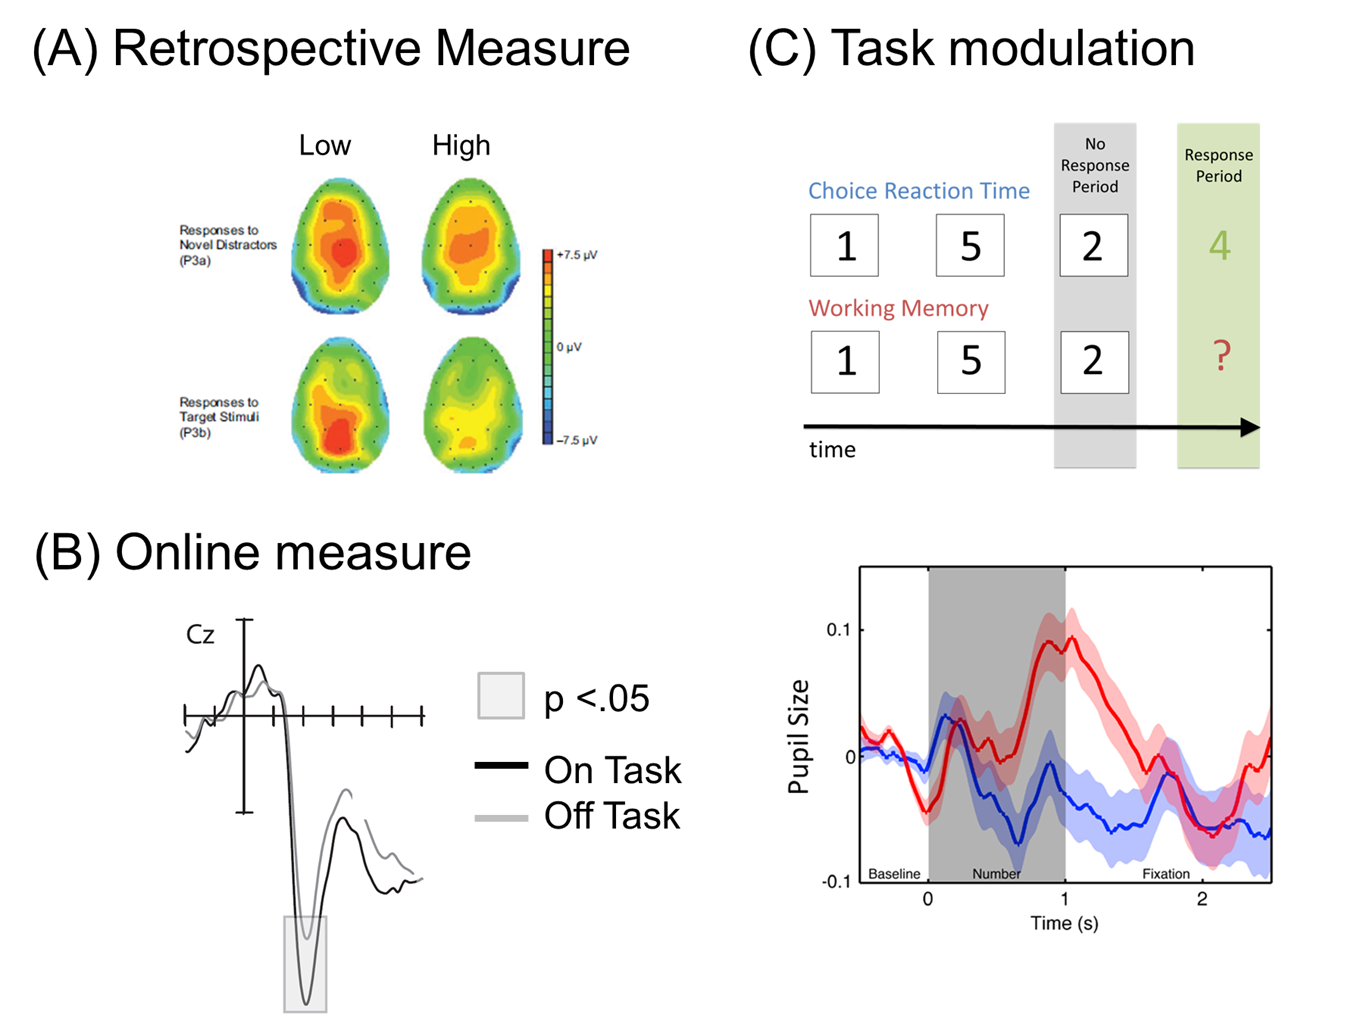 (A) Retrospective Measure
Low
High
Responses to
Novel Distractors
(P3a)
+7.5 µV
0 µV
–7.5 µV
Responses to
Target Stimuli
(P3b)
(B) Online measure
Cz
p <.05
On Task
Off Task
(C) Task modulation
No
Response
Period
Response
Period
Choice Reaction Time
1 5 2 4
Working Memory
1 5 2 ?
time
Pupil Size
0.1
0
-0.1
Baseline
Number
Fixation
0 1 2
Time (s)